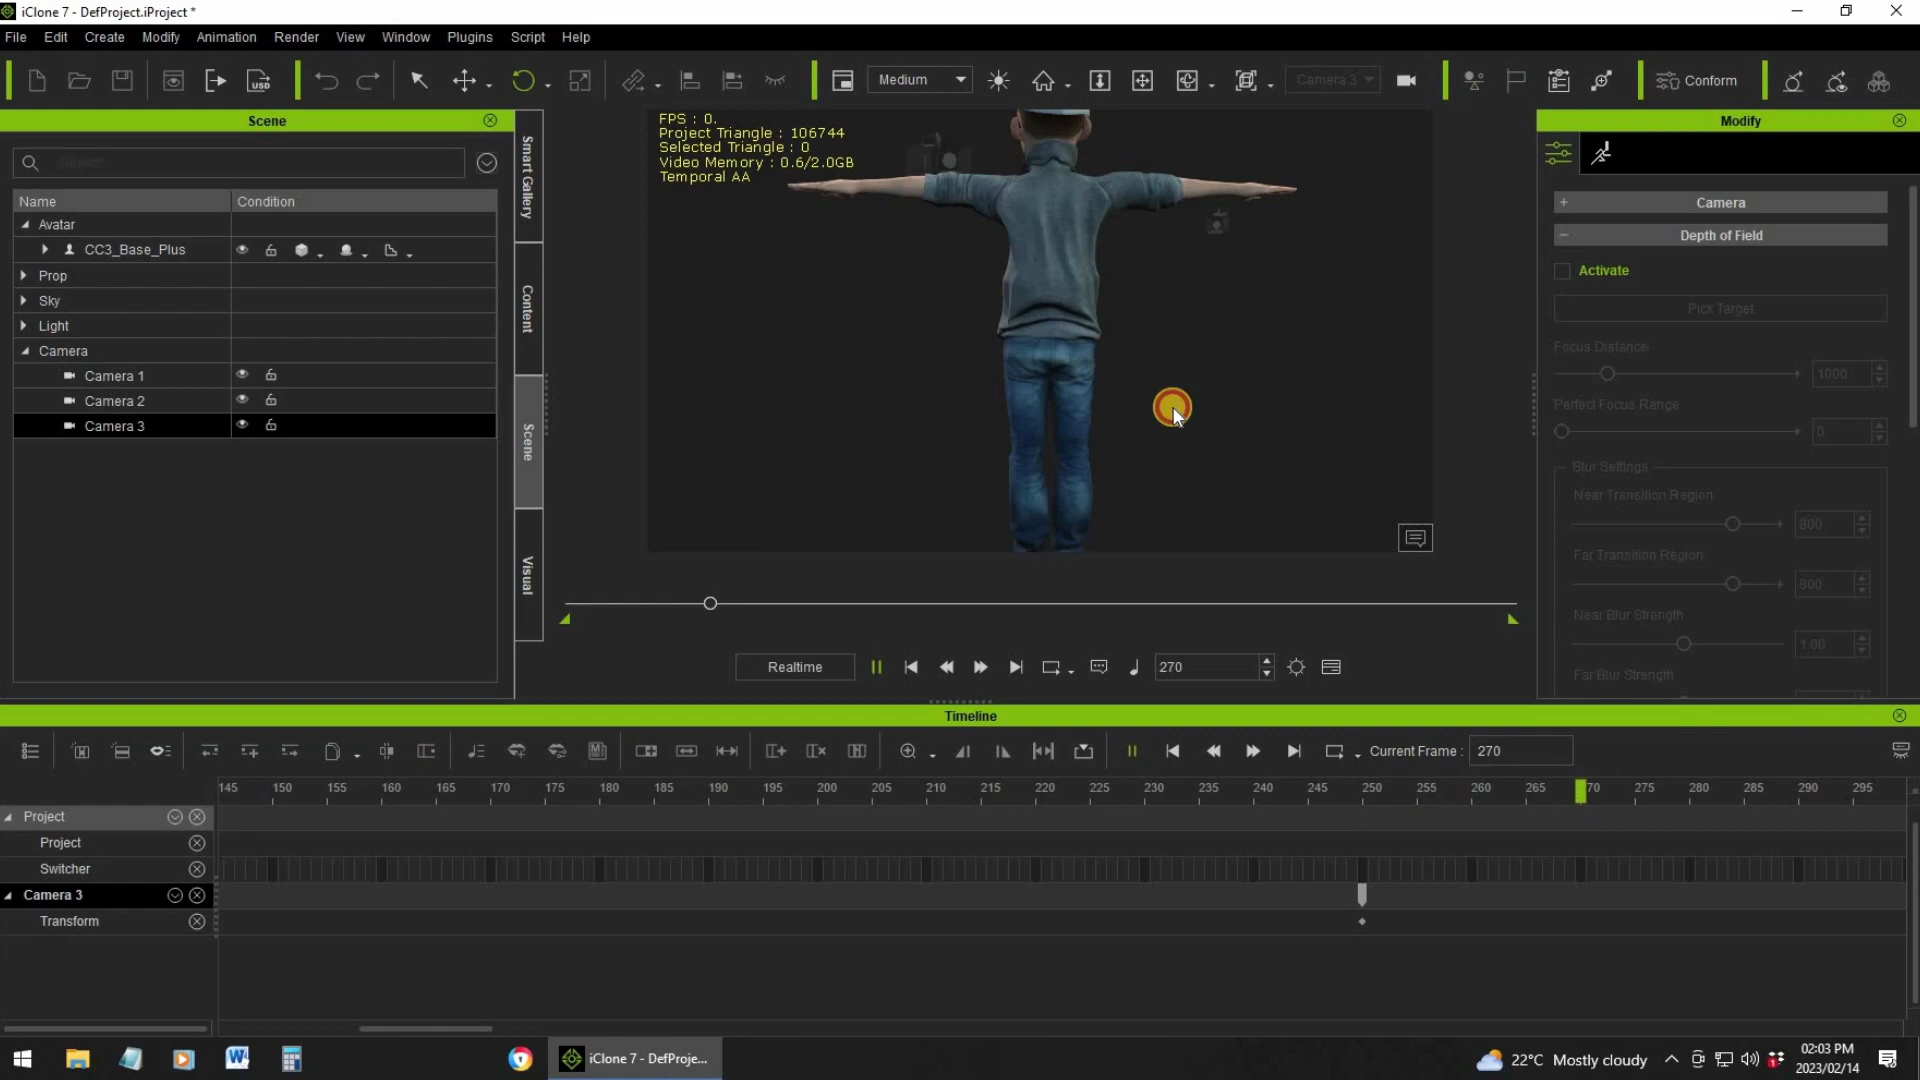 iClone 7 - DefProject.iProject *
File Edit Create Modify Animation Render View Window Plugins Script Help
USD Medium Camera 3 Conform
Scene
Search
Name Condition
Avatar
CC3_Base_Plus
Prop
Sky
Light
Camera
Camera 1
Camera 2
Camera 3
Smart Gallery
Content
Scene
Visual
FPS : 0.
Project Triangle : 106744
Selected Triangle : 0
Video Memory : 0.6/2.0GB
Temporal AA
Modify
Camera
Depth of Field
Activate
Pick Target
Focus Distance
1000
Perfect Focus Range
0
Blur Settings
Near Transition Region
800
Far Transition Region
800
Near Blur Strength
1.00
Far Blur Strength
Realtime 270
Timeline
Current Frame : 270
145 150 155 160 165 170 175 180 185 190 195 200 205 210 215 220 225 230 235 240 245 250 255 260 265 70 275 280 285 290 295
Project
Project
Switcher
Camera 3
Transform
iClone 7 - DefProje...
22°C Mostly cloudy
02:03 PM
2023/02/14